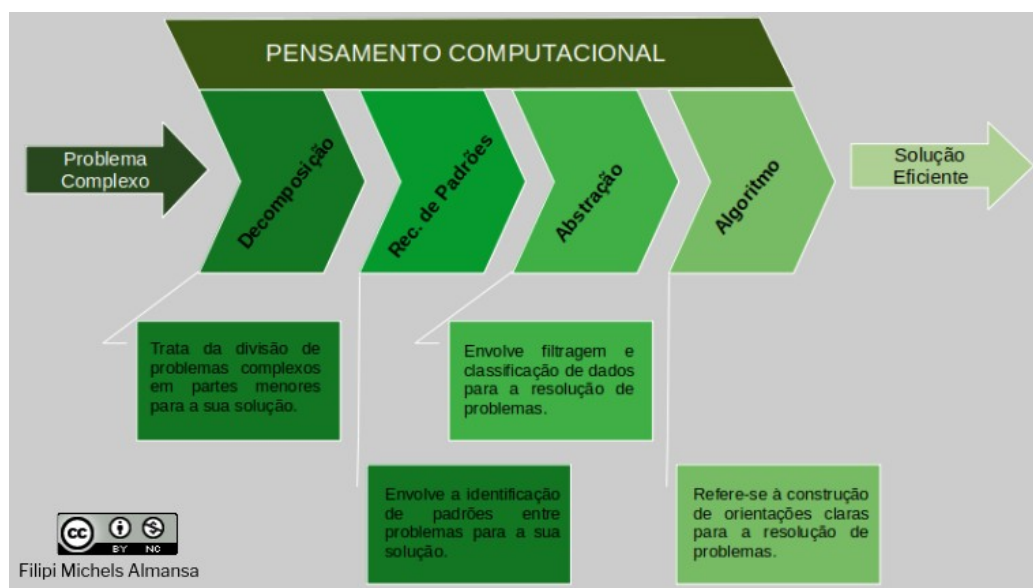 PENSAMENTO COMPUTACIONAL
Problema
Complexo
Decomposição
Rec. de Padrões
Abstração
Algoritmo
Solução
Eficiente
Trata da divisão de
problemas complexos
em partes menores
para a sua solução.
Envolve filtragem e
classificação de dados
para a resolução de
problemas.
Envolve a identificação
de padrões entre
problemas para a sua
solução.
Refere-se à construção
de orientações claras
para a resolução de
problemas.
cc
BY NC
Filipi Michels Almansa